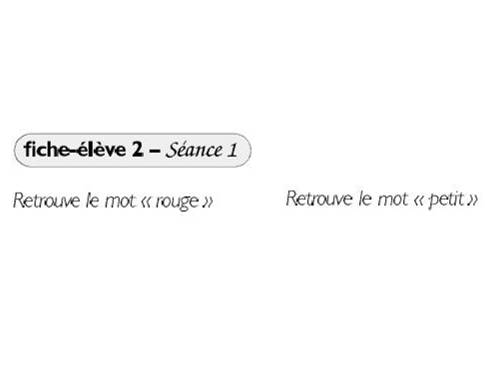 fiche-élève 2 – Séance 1
Retrouve le mot « rouge »
Retrouve le mot « petit »